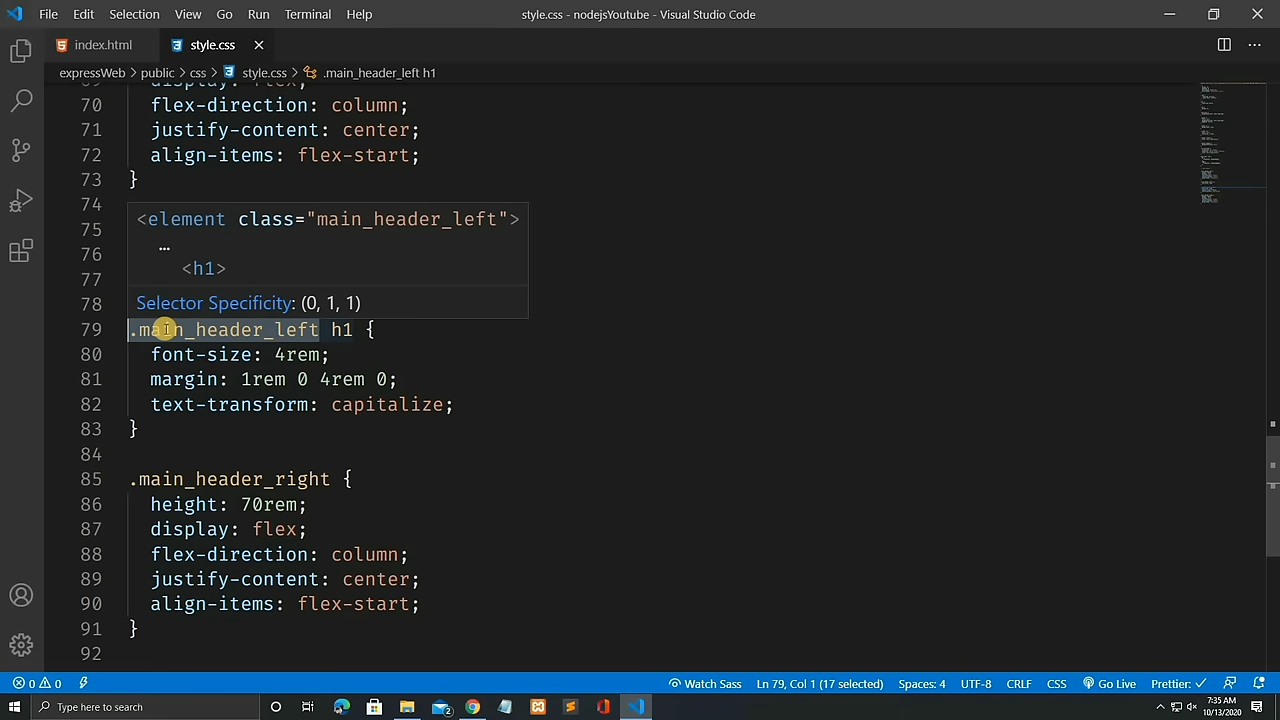 File Edit Selection View Go Run Terminal Help style.css - nodejsYoutube - Visual Studio Code
index.html style.css
expressWeb > public > css > style.css > .main_header_left h1
69 display: flex;
70 flex-direction: column;
71 justify-content: center;
72 align-items: flex-start;
73 }
74
75
76
77
78
<element class="main_header_left">
…
<h1>
Selector Specificity: (0, 1, 1)
79 .main_header_left h1 {
80 font-size: 4rem;
81 margin: 1rem 0 4rem 0;
82 text-transform: capitalize;
83 }
84
85 .main_header_right {
86 height: 70rem;
87 display: flex;
88 flex-direction: column;
89 justify-content: center;
90 align-items: flex-start;
91 }
92
0 0 Watch Sass Ln 79, Col 1 (17 selected) Spaces: 4 UTF-8 CRLF CSS Go Live Prettier: ✓
Type here to search 2 7:35 AM
10/13/2020